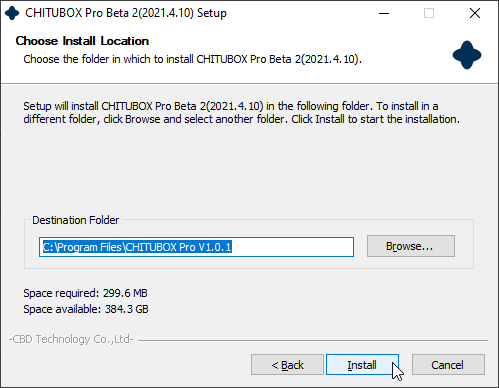 CHITUBOX Pro Beta 2(2021.4.10) Setup
Choose Install Location
Choose the folder in which to install CHITUBOX Pro Beta 2(2021.4.10).
Setup will install CHITUBOX Pro Beta 2(2021.4.10) in the following folder. To install in a
different folder, click Browse and select another folder. Click Install to start the installation.
Destination Folder
C:\Program Files\CHITUBOX Pro V1.0.1
Browse...
Space required: 299.6 MB
Space available: 384.3 GB
-CBD Technology Co.,Ltd-
< Back
Install
Cancel